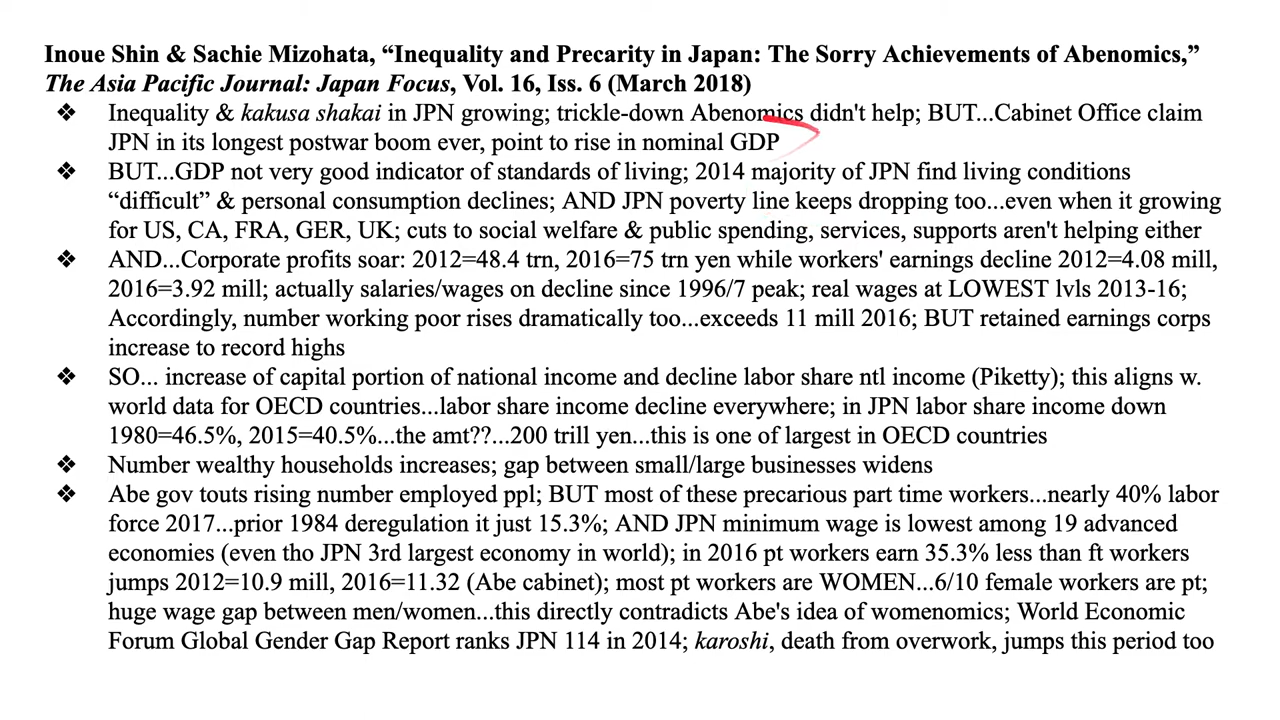 Inoue Shin & Sachie Mizohata, “Inequality and Precarity in Japan: The Sorry Achievements of Abenomics,”
The Asia Pacific Journal: Japan Focus, Vol. 16, Iss. 6 (March 2018)
❖ Inequality & kakusa shakai in JPN growing; trickle-down Abenomics didn't help; BUT...Cabinet Office claim
JPN in its longest postwar boom ever, point to rise in nominal GDP
❖ BUT...GDP not very good indicator of standards of living; 2014 majority of JPN find living conditions
“difficult” & personal consumption declines; AND JPN poverty line keeps dropping too...even when it growing
for US, CA, FRA, GER, UK; cuts to social welfare & public spending, services, supports aren't helping either
❖ AND...Corporate profits soar: 2012=48.4 trn, 2016=75 trn yen while workers' earnings decline 2012=4.08 mill,
2016=3.92 mill; actually salaries/wages on decline since 1996/7 peak; real wages at LOWEST lvls 2013-16;
Accordingly, number working poor rises dramatically too...exceeds 11 mill 2016; BUT retained earnings corps
increase to record highs
❖ SO... increase of capital portion of national income and decline labor share ntl income (Piketty); this aligns w.
world data for OECD countries...labor share income decline everywhere; in JPN labor share income down
1980=46.5%, 2015=40.5%...the amt??...200 trill yen...this is one of largest in OECD countries
❖ Number wealthy households increases; gap between small/large businesses widens
❖ Abe gov touts rising number employed ppl; BUT most of these precarious part time workers...nearly 40% labor
force 2017...prior 1984 deregulation it just 15.3%; AND JPN minimum wage is lowest among 19 advanced
economies (even tho JPN 3rd largest economy in world); in 2016 pt workers earn 35.3% less than ft workers
jumps 2012=10.9 mill, 2016=11.32 (Abe cabinet); most pt workers are WOMEN...6/10 female workers are pt;
huge wage gap between men/women...this directly contradicts Abe's idea of womenomics; World Economic
Forum Global Gender Gap Report ranks JPN 114 in 2014; karoshi, death from overwork, jumps this period too